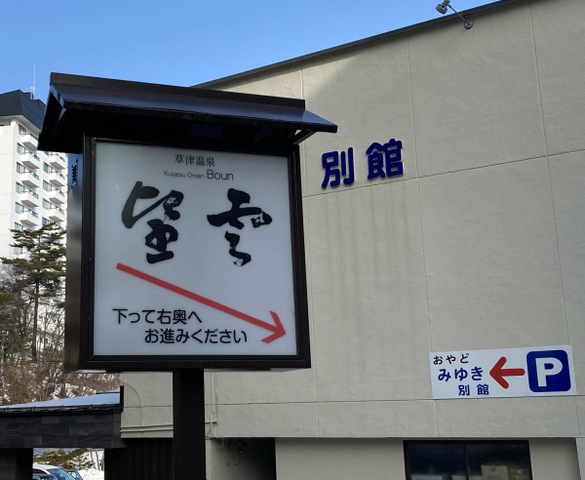 草津温泉
Kusatsu Onsen Boun
望雲
下って右奥へ
お進みください
別館
おやど
みゆき
別館
P